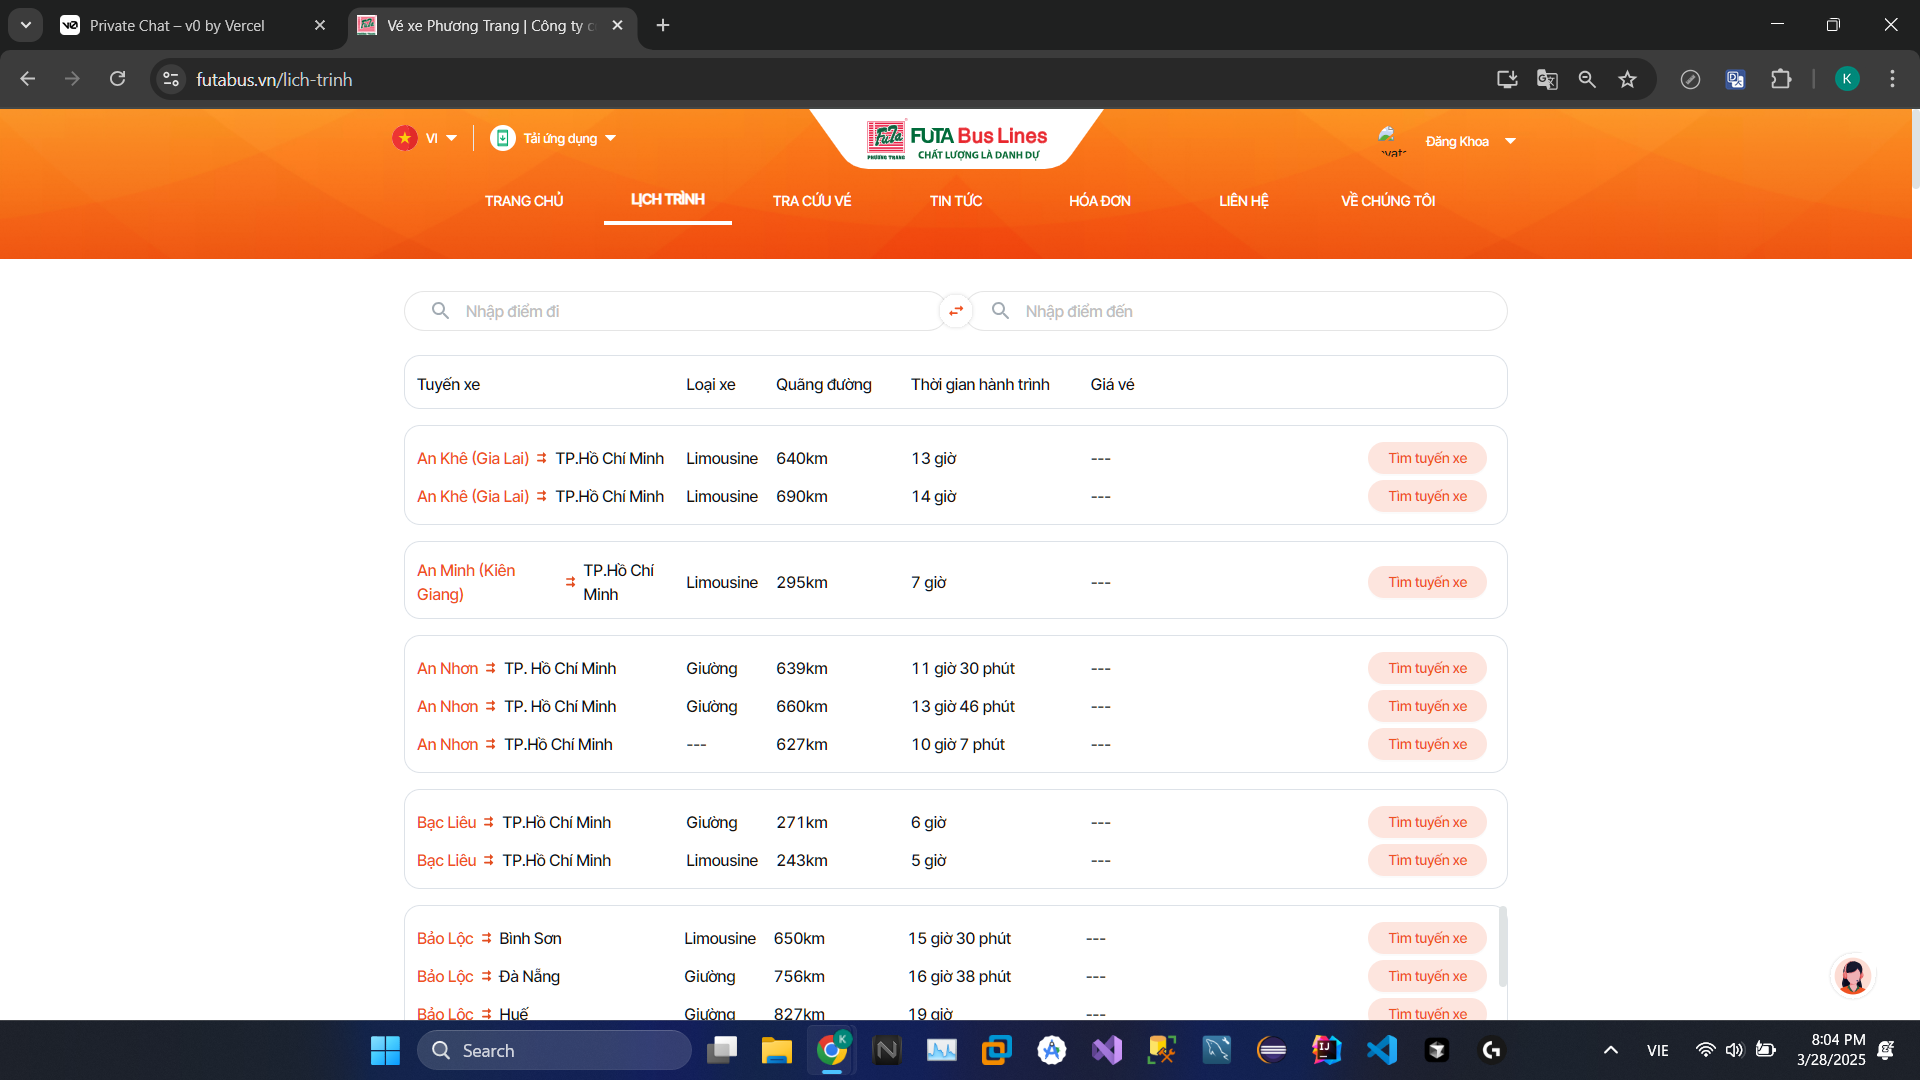 Private Chat – v0 by Vercel
Vé xe Phương Trang | Công ty c
futabus.vn/lich-trinh
K
VI
Tải ứng dụng
FUTA Bus Lines
PHƯƠNG TRANG
CHẤT LƯỢNG LÀ DANH DỰ
Đăng Khoa
TRANG CHỦ
LỊCH TRÌNH
TRA CỨU VÉ
TIN TỨC
HÓA ĐƠN
LIÊN HỆ
VỀ CHÚNG TÔI
Nhập điểm đi
Nhập điểm đến
Tuyến xe Loại xe Quãng đường Thời gian hành trình Giá vé
An Khê (Gia Lai) TP.Hồ Chí Minh Limousine 640km 13 giờ --- Tìm tuyến xe
An Khê (Gia Lai) TP.Hồ Chí Minh Limousine 690km 14 giờ --- Tìm tuyến xe
An Minh (Kiên Giang) TP.Hồ Chí Minh Limousine 295km 7 giờ --- Tìm tuyến xe
An Nhơn TP. Hồ Chí Minh Giường 639km 11 giờ 30 phút --- Tìm tuyến xe
An Nhơn TP. Hồ Chí Minh Giường 660km 13 giờ 46 phút --- Tìm tuyến xe
An Nhơn TP.Hồ Chí Minh --- 627km 10 giờ 7 phút --- Tìm tuyến xe
Bạc Liêu TP.Hồ Chí Minh Giường 271km 6 giờ --- Tìm tuyến xe
Bạc Liêu TP.Hồ Chí Minh Limousine 243km 5 giờ --- Tìm tuyến xe
Bảo Lộc Bình Sơn Limousine 650km 15 giờ 30 phút --- Tìm tuyến xe
Bảo Lộc Đà Nẵng Giường 756km 16 giờ 38 phút --- Tìm tuyến xe
Bảo Lộc Huế Giường 827km 19 giờ --- Tìm tuyến xe
Search
VIE
8:04 PM
3/28/2025